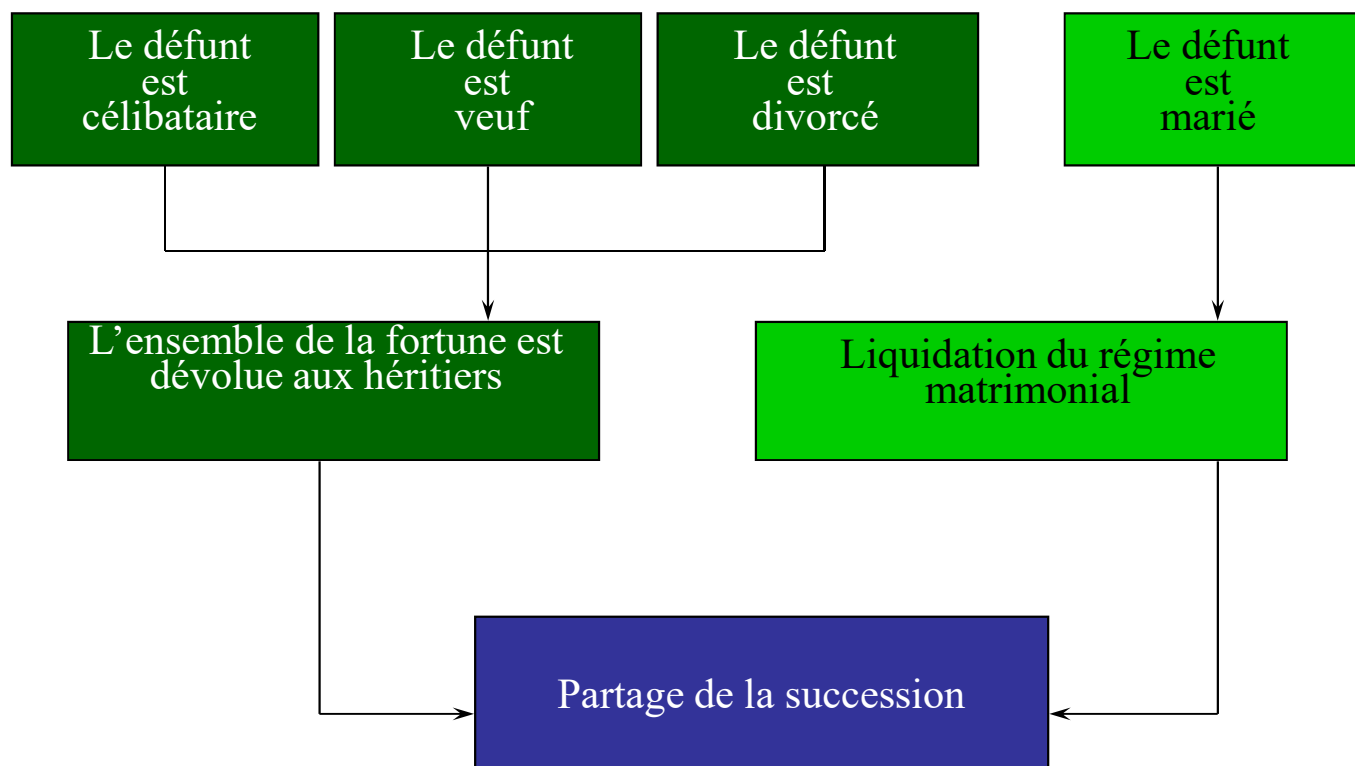 Le défunt
est
célibataire
Le défunt
est
veuf
Le défunt
est
divorcé
Le défunt
est
marié
L’ensemble de la fortune est
dévolue aux héritiers
Liquidation du régime
matrimonial
Partage de la succession